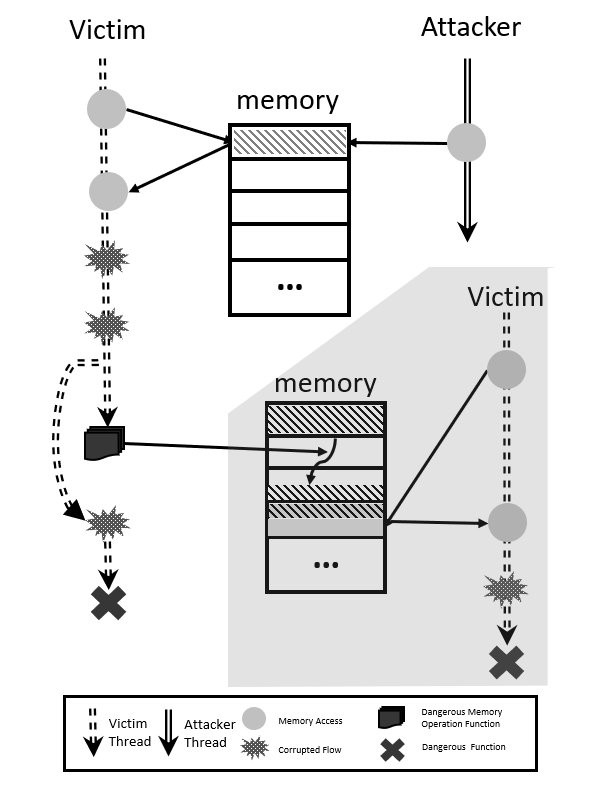 Victim
Attacker
memory
...
Victim
memory
...
Victim
Thread
Attacker
Thread
Memory Access
Corrupted Flow
Dangerous Memory
Operation Function
Dangerous Function